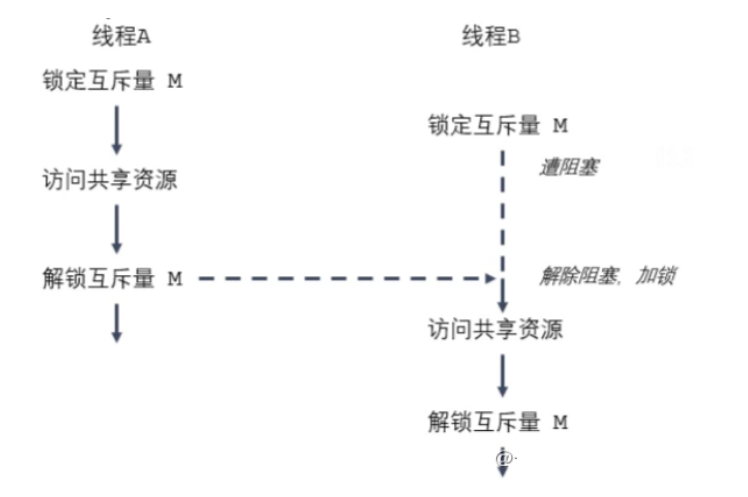 线程A
线程B
锁定互斥量 M
锁定互斥量 M
遭阻塞
访问共享资源
解锁互斥量 M
解除阻塞，加锁
访问共享资源
解锁互斥量 M
@